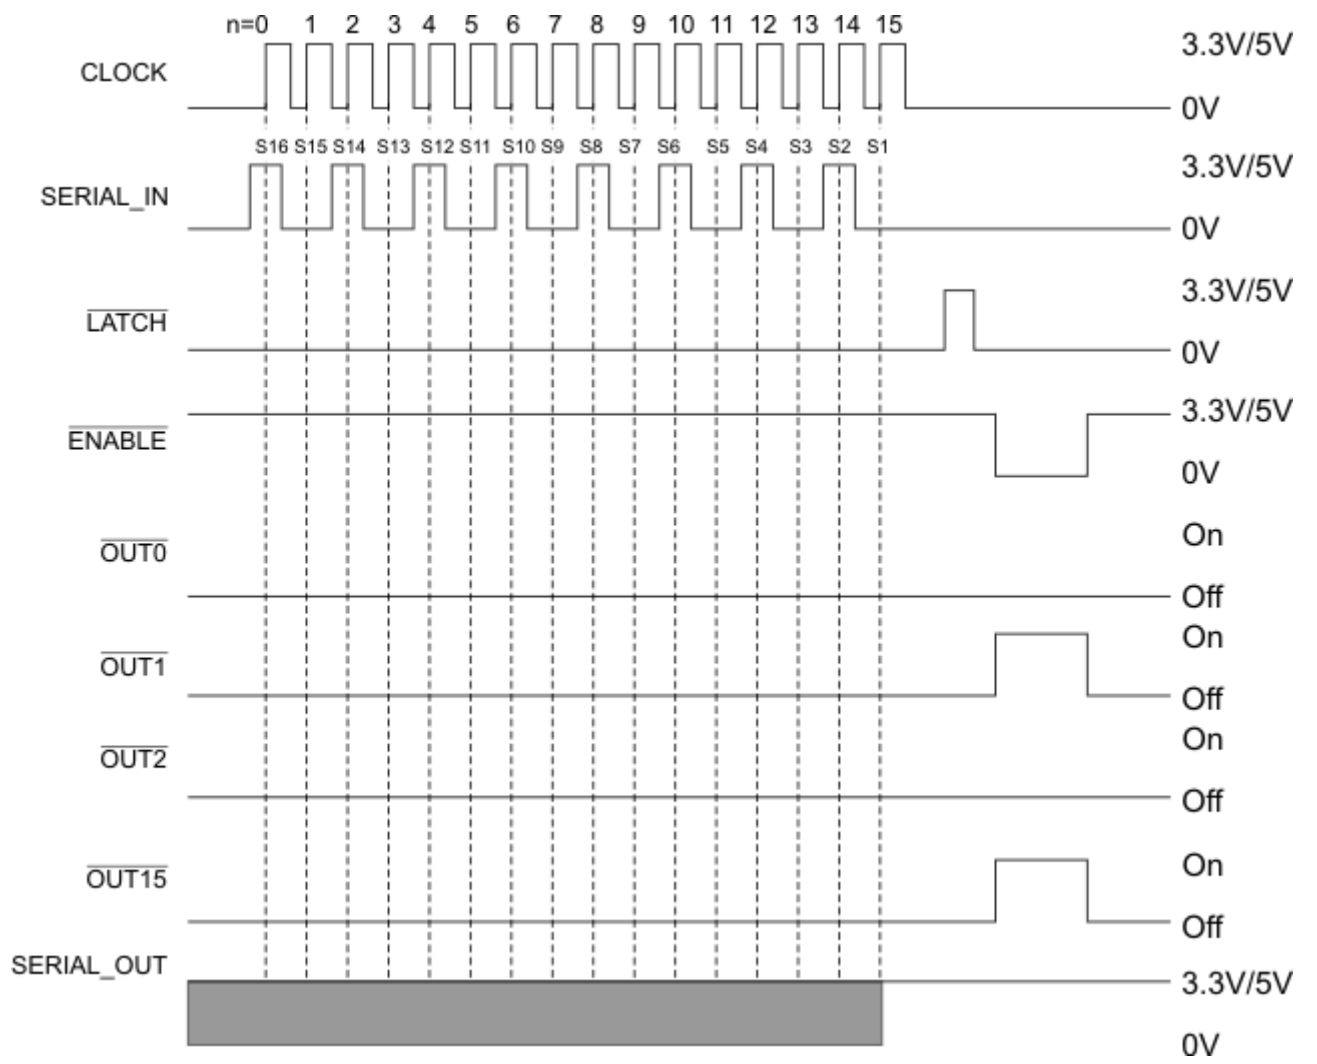 n=0 1 2 3 4 5 6 7 8 9 10 11 12 13 14 15
3.3V/5V
CLOCK
0V
S16 S15 S14 S13 S12 S11 S10 S9 S8 S7 S6 S5 S4 S3 S2 S1
3.3V/5V
SERIAL_IN
0V
3.3V/5V
LATCH
0V
3.3V/5V
ENABLE
0V
On
OUT0
Off
On
OUT1
Off
On
OUT2
Off
On
OUT15
Off
SERIAL_OUT
3.3V/5V
0V